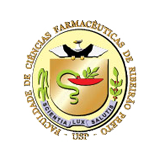 FACULDADE DE CIÊNCIAS FARMACÊUTICAS DE RIBEIRÃO PRETO
SCIENTIA LUX SALUTIS
- USP -